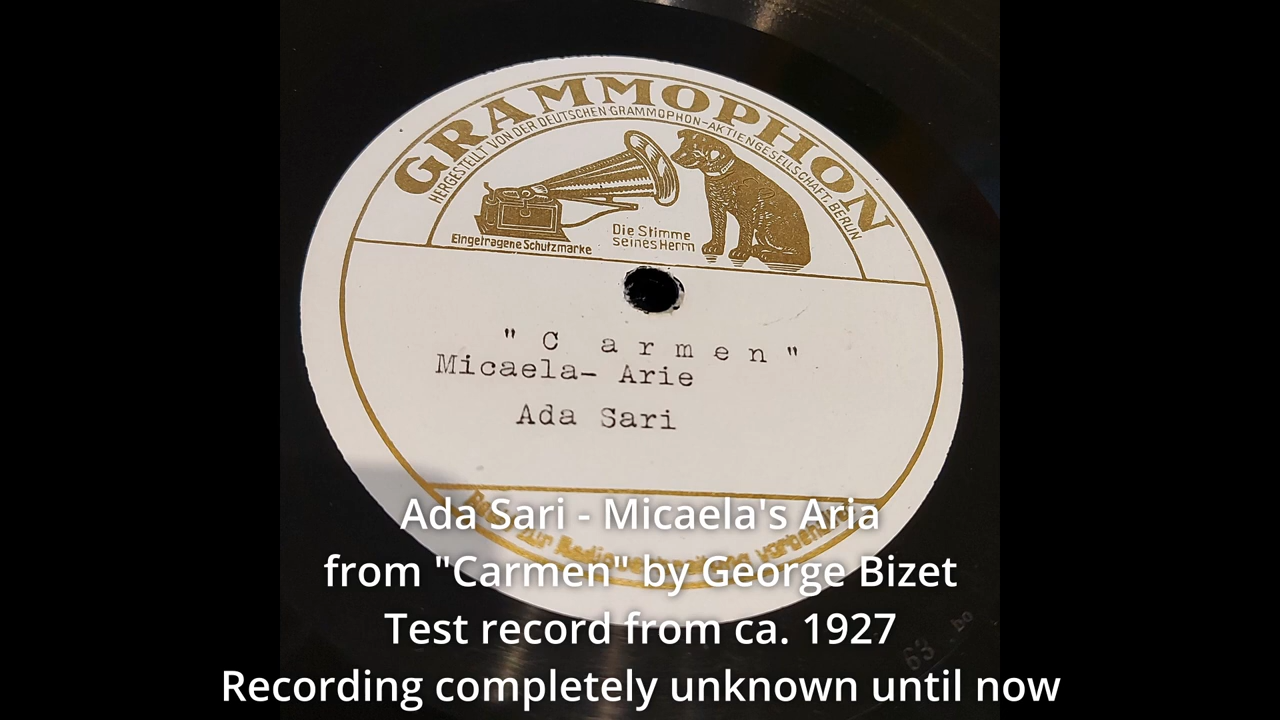 GRAMMOPHON
HERGESTELLT VON DER DEUTSCHEN GRAMMOPHON-AKTIENGESELLSCHAFT, BERLIN
Eingetragene Schutzmarke
Die Stimme
seines Herrn
" C armen"
Micaela- Arie
Ada Sari
Ada Sari - Micaela's Aria
from "Carmen" by George Bizet
Test record from ca. 1927
Recording completely unknown until now
63 bo